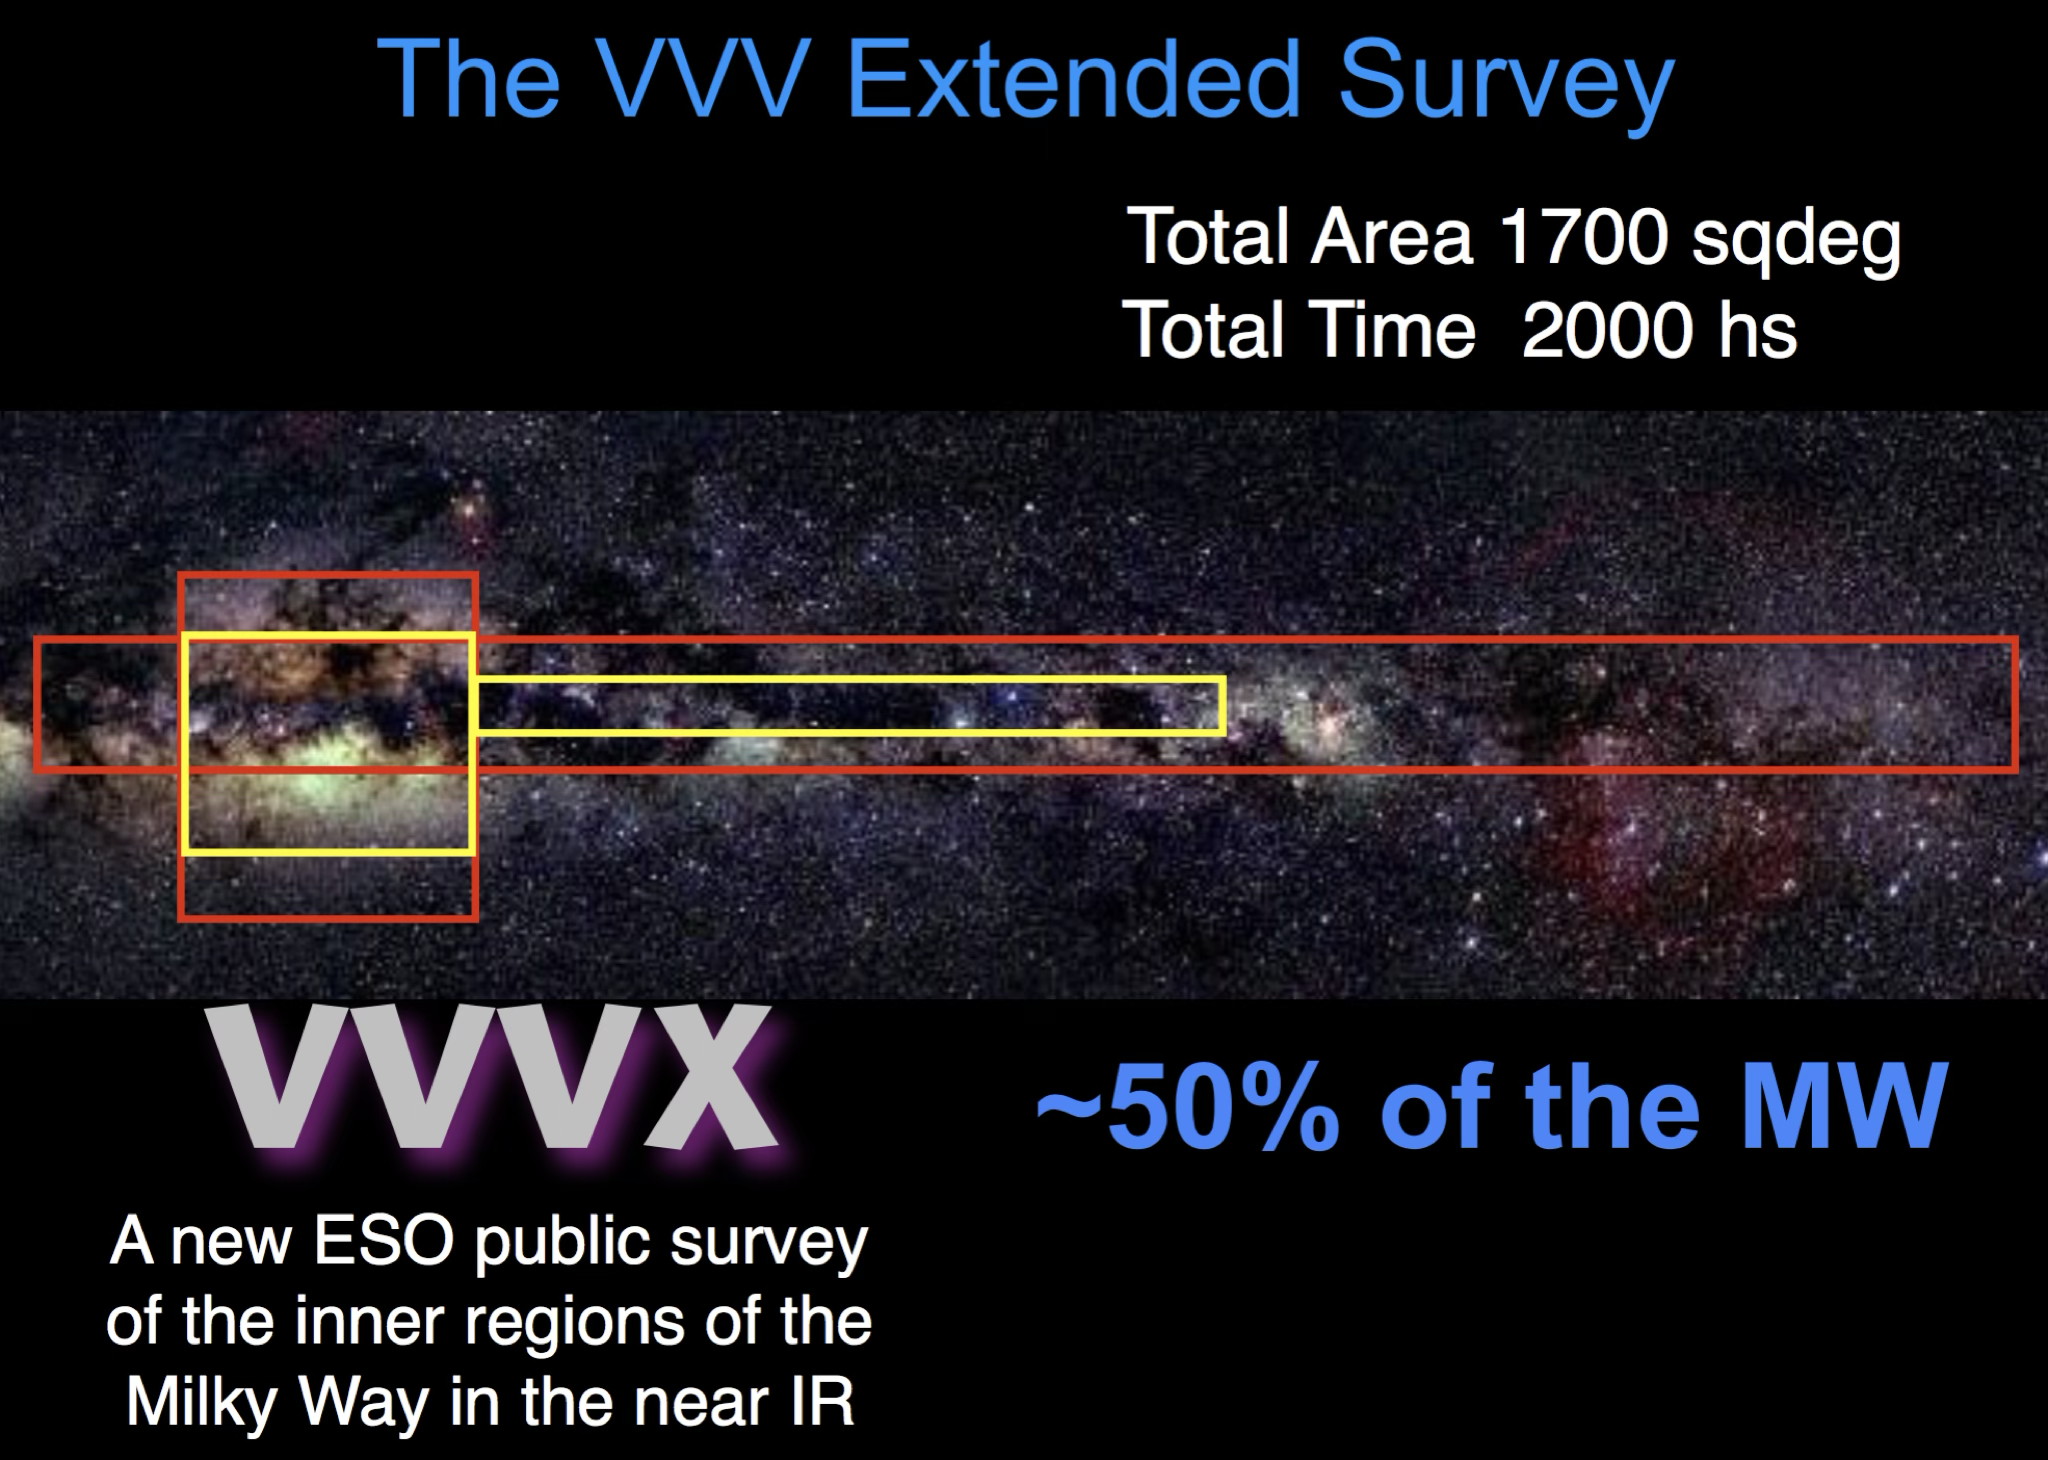 The VVV Extended Survey
Total Area 1700 sqdeg
Total Time 2000 hs
VVVX
~50% of the MW
A new ESO public survey
of the inner regions of the
Milky Way in the near IR